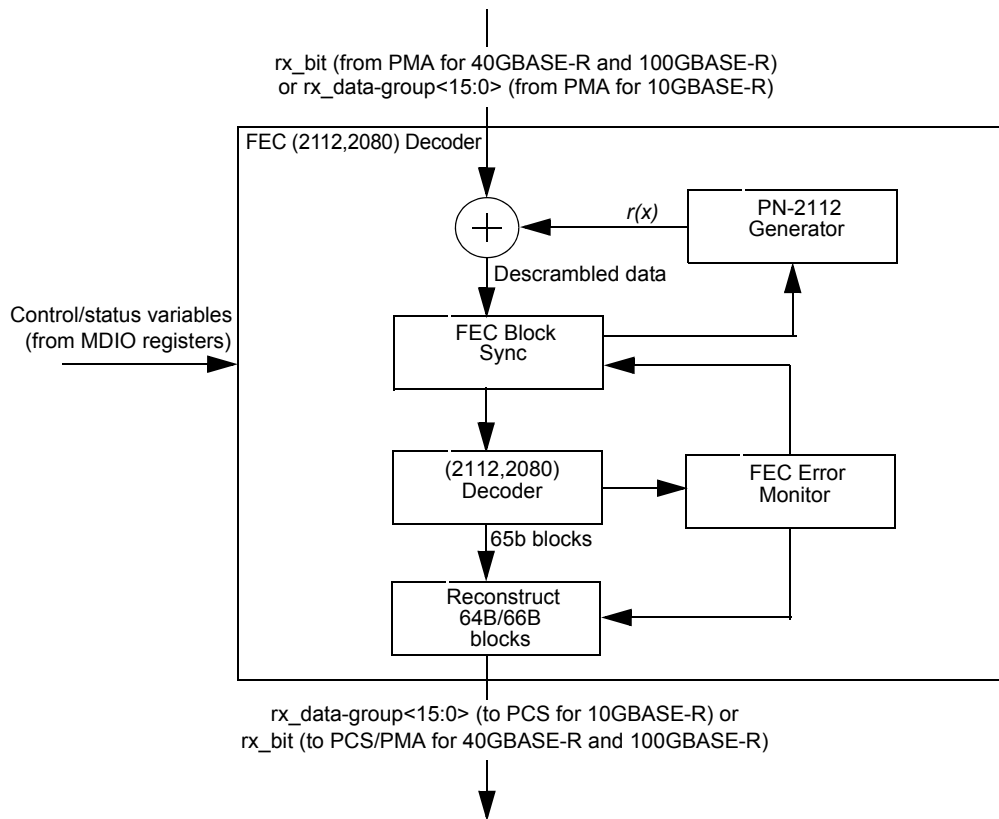 rx_bit (from PMA for 40GBASE-R and 100GBASE-R)
or rx_data-group<15:0> (from PMA for 10GBASE-R)
FEC (2112,2080) Decoder
r(x)
PN-2112
Generator
+
Descrambled data
Control/status variables
(from MDIO registers)
FEC Block
Sync
(2112,2080)
Decoder
FEC Error
Monitor
65b blocks
Reconstruct
64B/66B
blocks
rx_data-group<15:0> (to PCS for 10GBASE-R) or
rx_bit (to PCS/PMA for 40GBASE-R and 100GBASE-R)